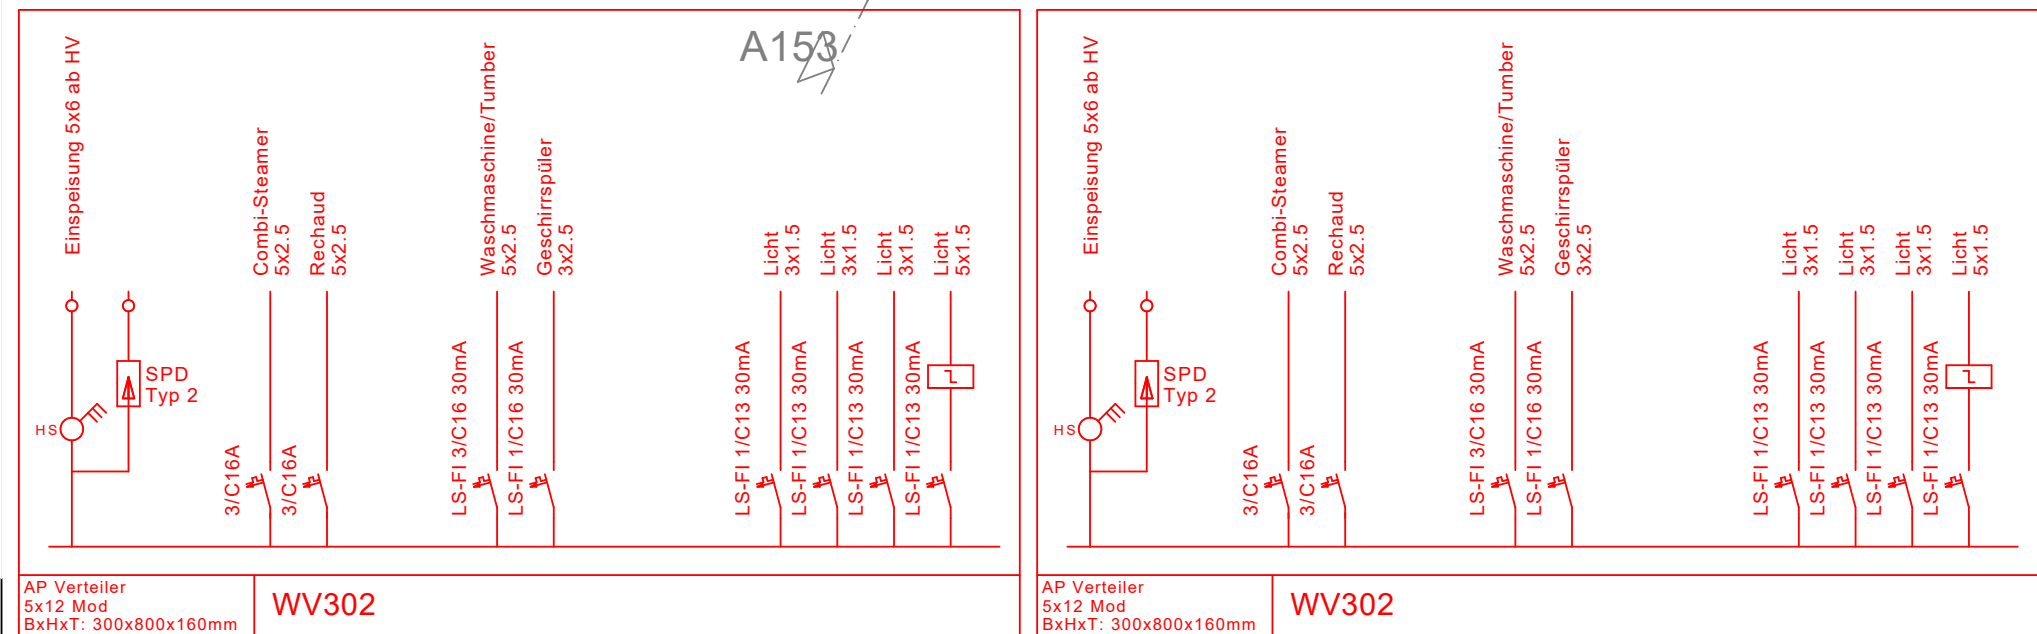 A153
Einspeisung 5x6 ab HV
Combi-Steamer
5x2.5
Rechaud
5x2.5
Waschmaschine/Tumber
5x2.5
Geschirrspüler
3x2.5
Licht
3x1.5
Licht
3x1.5
Licht
3x1.5
Licht
5x1.5
SPD
Typ 2
HS
3/C16A
3/C16A
LS-FI 3/C16 30mA
LS-FI 1/C16 30mA
LS-FI 1/C13 30mA
LS-FI 1/C13 30mA
LS-FI 1/C13 30mA
LS-FI 1/C13 30mA
AP Verteiler
5x12 Mod
BxHxT: 300x800x160mm
WV302
Einspeisung 5x6 ab HV
Combi-Steamer
5x2.5
Rechaud
5x2.5
Waschmaschine/Tumber
5x2.5
Geschirrspüler
3x2.5
Licht
3x1.5
Licht
3x1.5
Licht
3x1.5
Licht
5x1.5
SPD
Typ 2
HS
3/C16A
3/C16A
LS-FI 3/C16 30mA
LS-FI 1/C16 30mA
LS-FI 1/C13 30mA
LS-FI 1/C13 30mA
LS-FI 1/C13 30mA
LS-FI 1/C13 30mA
AP Verteiler
5x12 Mod
BxHxT: 300x800x160mm
WV302